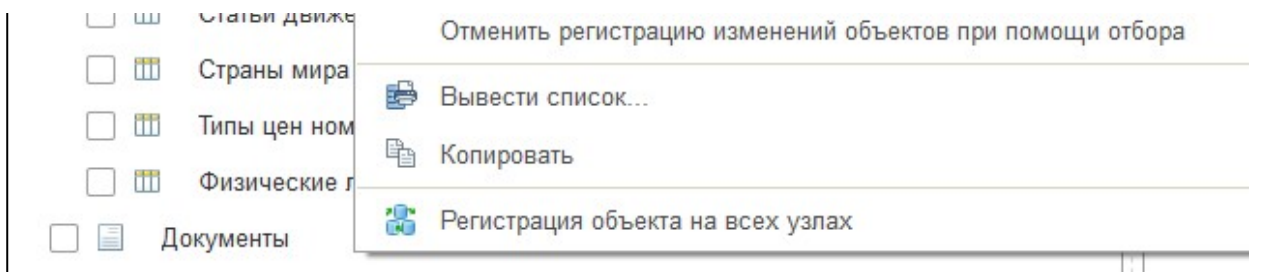 Статьи движе
Отменить регистрацию изменений объектов при помощи отбора
Страны мира
Вывести список...
Типы цен ном
Копировать
Физические л
Регистрация объекта на всех узлах
Документы